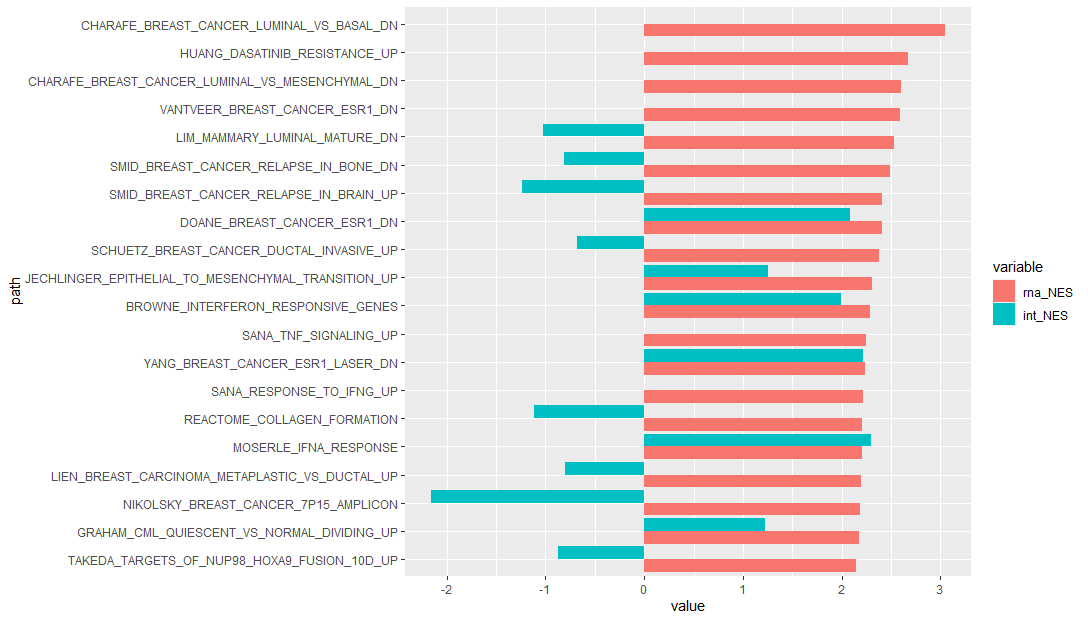 CHARAFE_BREAST_CANCER_LUMINAL_VS_BASAL_DN
HUANG_DASATINIB_RESISTANCE_UP
CHARAFE_BREAST_CANCER_LUMINAL_VS_MESENCHYMAL_DN
VANTVEER_BREAST_CANCER_ESR1_DN
LIM_MAMMARY_LUMINAL_MATURE_DN
SMID_BREAST_CANCER_RELAPSE_IN_BONE_DN
SMID_BREAST_CANCER_RELAPSE_IN_BRAIN_UP
DOANE_BREAST_CANCER_ESR1_DN
SCHUETZ_BREAST_CANCER_DUCTAL_INVASIVE_UP
JECHLINGER_EPITHELIAL_TO_MESENCHYMAL_TRANSITION_UP
BROWNE_INTERFERON_RESPONSIVE_GENES
SANA_TNF_SIGNALING_UP
YANG_BREAST_CANCER_ESR1_LASER_DN
SANA_RESPONSE_TO_IFNG_UP
REACTOME_COLLAGEN_FORMATION
MOSERLE_IFNA_RESPONSE
LIEN_BREAST_CARCINOMA_METAPLASTIC_VS_DUCTAL_UP
NIKOLSKY_BREAST_CANCER_7P15_AMPLICON
GRAHAM_CML_QUIESCENT_VS_NORMAL_DIVIDING_UP
TAKEDA_TARGETS_OF_NUP98_HOXA9_FUSION_10D_UP
path
-2 -1 0 1 2 3
value
variable
rna_NES
int_NES